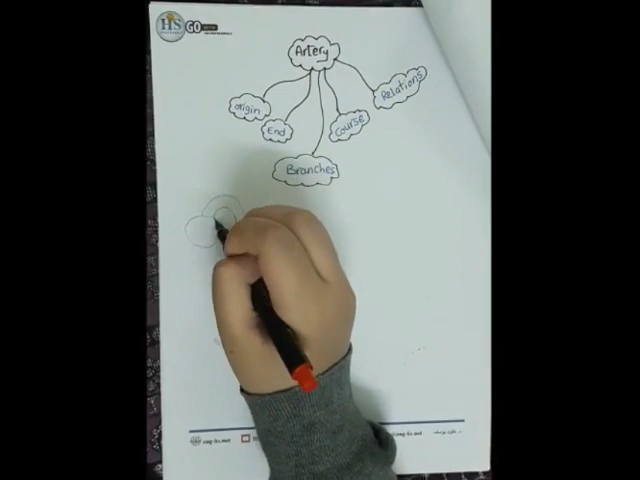 HS
GO
Artery
Origin
End
Branches
Course
Relations